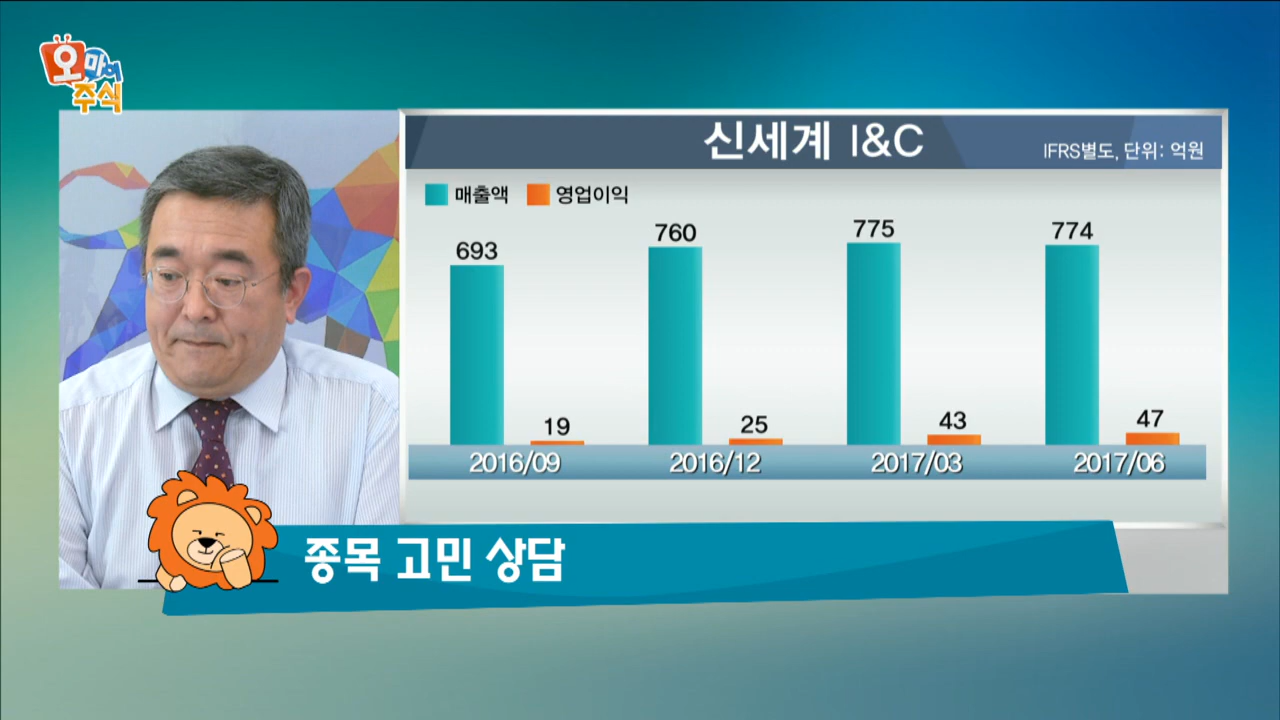 오마이
주식
신세계 I&C
IFRS별도, 단위: 억원
매출액 영업이익
693 19 760 25 775 43 774 47
2016/09 2016/12 2017/03 2017/06
종목 고민 상담